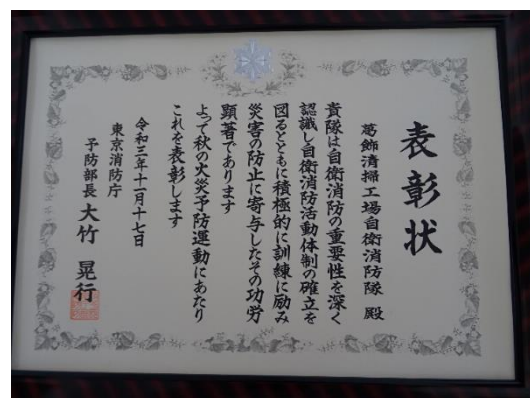 表彰状
葛飾清掃工場自衛消防隊 殿
貴隊は自衛消防の重要性を深く
認識し自衛消防活動体制の確立を
図るとともに積極的に訓練に励み
災害の防止に寄与したその功労
顕著であります
よって秋の火災予防運動にあたり
これを表彰します
令和三年十一月十七日
東京消防庁
予防部長 大竹 晃行